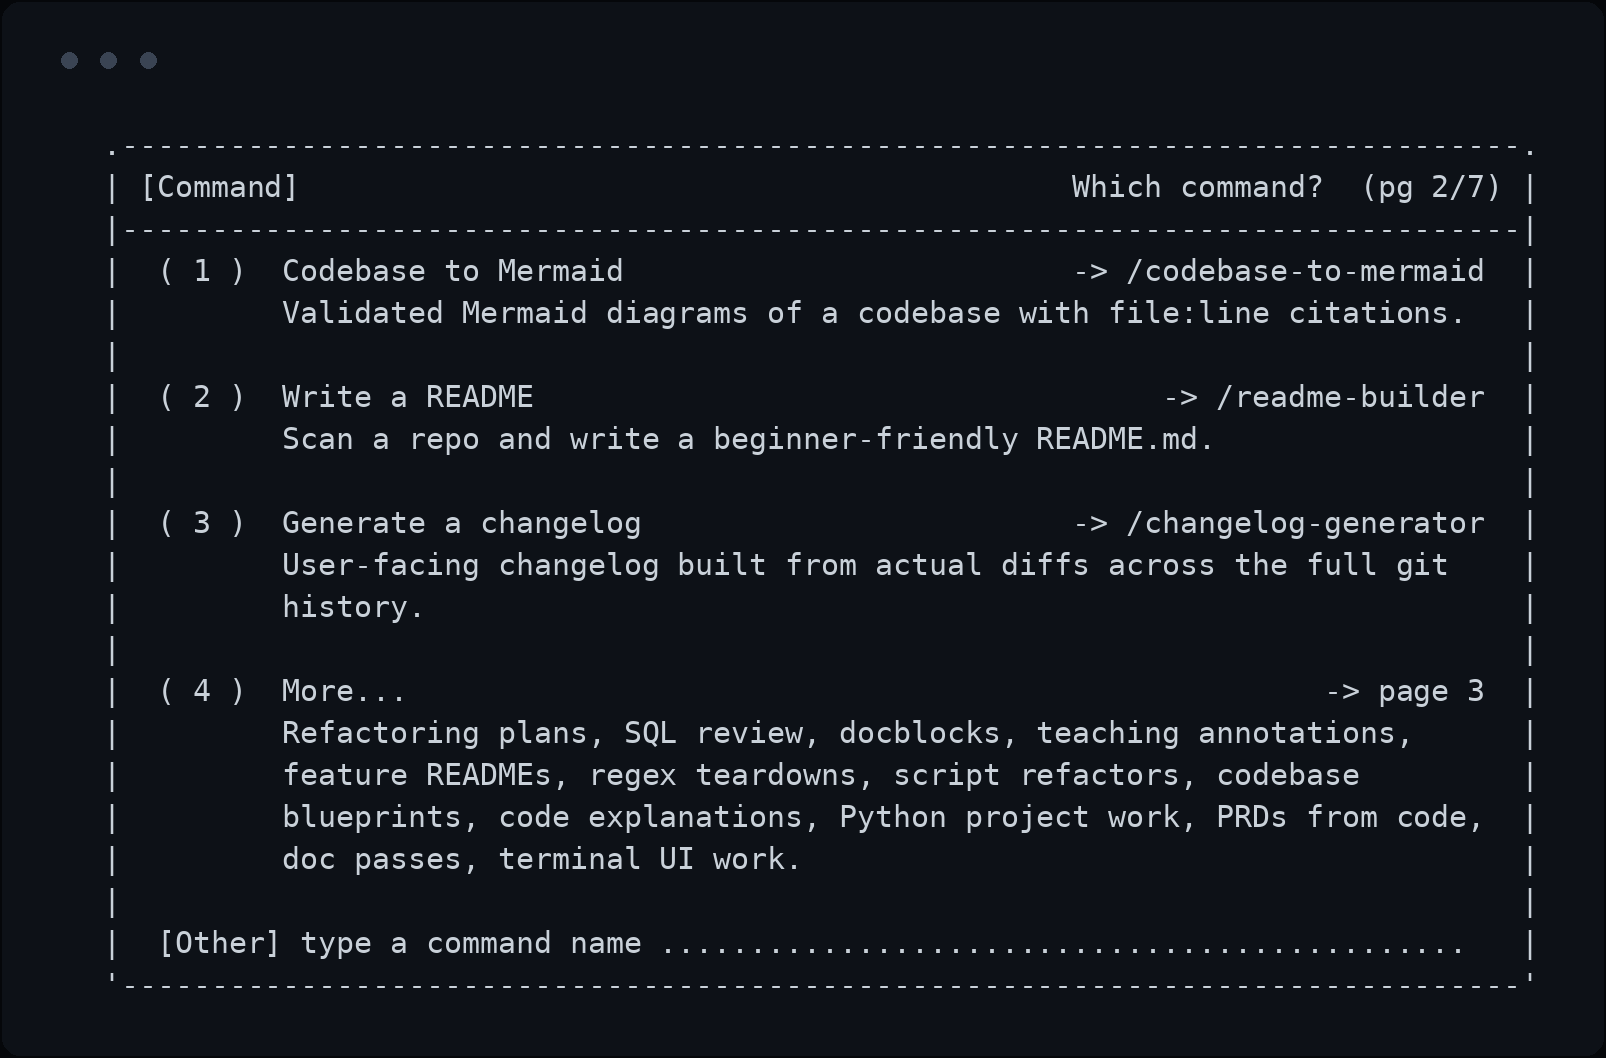 .------------------------------------------------------------------------------.
| [Command]                                           Which command?  (pg 2/7) |
|------------------------------------------------------------------------------|
|  ( 1 )  Codebase to Mermaid                         -> /codebase-to-mermaid  |
|         Validated Mermaid diagrams of a codebase with file:line citations.   |
|                                                                              |
|  ( 2 )  Write a README                                   -> /readme-builder  |
|         Scan a repo and write a beginner-friendly README.md.                 |
|                                                                              |
|  ( 3 )  Generate a changelog                        -> /changelog-generator  |
|         User-facing changelog built from actual diffs across the full git    |
|         history.                                                             |
|                                                                              |
|  ( 4 )  More...                                                   -> page 3  |
|         Refactoring plans, SQL review, docblocks, teaching annotations,      |
|         feature READMEs, regex teardowns, script refactors, codebase         |
|         blueprints, code explanations, Python project work, PRDs from code,  |
|         doc passes, terminal UI work.                                        |
|                                                                              |
|  [Other] type a command name .............................................   |
'------------------------------------------------------------------------------'